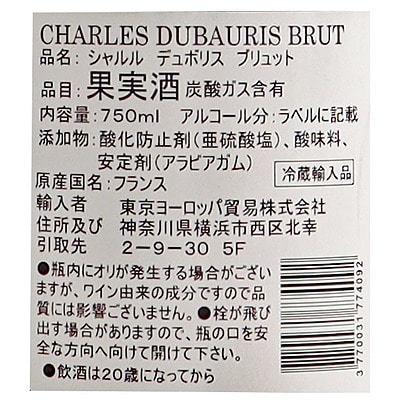 CHARLES DUBAURIS BRUT
品名：シャルル デュボリス ブリュット
品目：果実酒 炭酸ガス含有
内容量：750ml アルコール分：ラベルに記載
添加物：酸化防止剤(亜硫酸塩)、酸味料、
安定剤(アラビアガム)
原産国名：フランス
冷蔵輸入品
輸入者 東京ヨーロッパ貿易株式会社
住所及び 神奈川県横浜市西区北幸
引取先 2-9-30 5F
●瓶内にオリが発生する場合がござい
ますが、ワイン由来の成分ですので品
質には影響ございません。●栓が飛び
出す場合がありますので、瓶の口を安全
な方向へ向けて開けて下さい。
●飲酒は20歳になってから
3 770031 774092